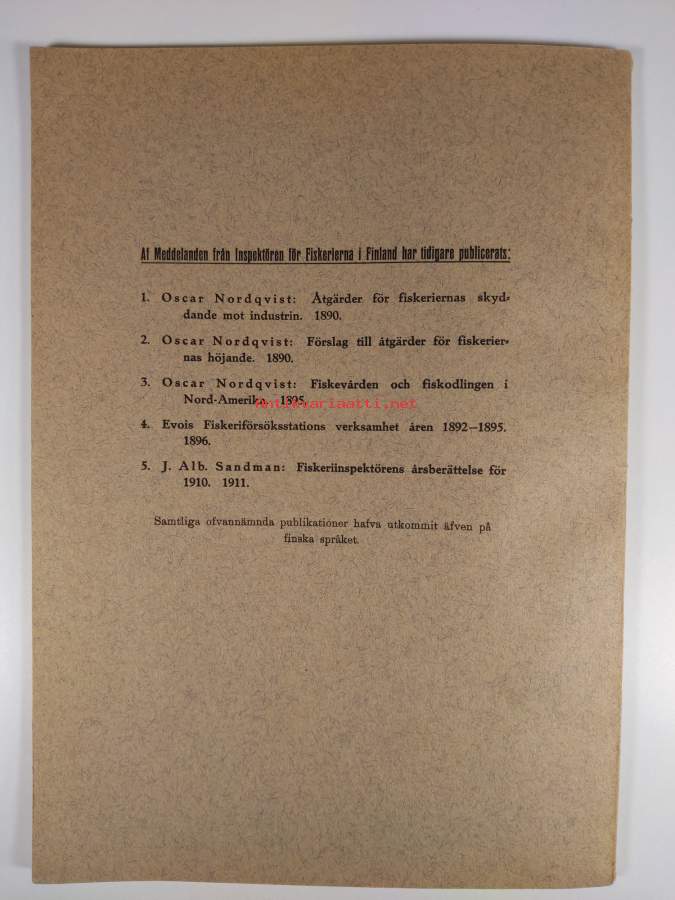 Af Meddelanden från Inspektören för Fiskerierna i Finland har tidigare publicerats:
1. Oscar Nordqvist: Åtgärder för fiskeriernas skyd-
dande mot industrin. 1890.
2. Oscar Nordqvist: Förslag till åtgärder för fiskerier-
nas höjande. 1890.
3. Oscar Nordqvist: Fiskevården och fiskodlingen i
Nord-Amerika. 1895.
antikvariaatti.net
4. Evois Fiskeriförsöksstations verksamhet åren 1892–1895.
1896.
5. J. Alb. Sandman: Fiskeriinspektörens årsberättelse för
1910. 1911.
Samtliga ofvannämnda publikationer hafva utkommit äfven på
finska språket.